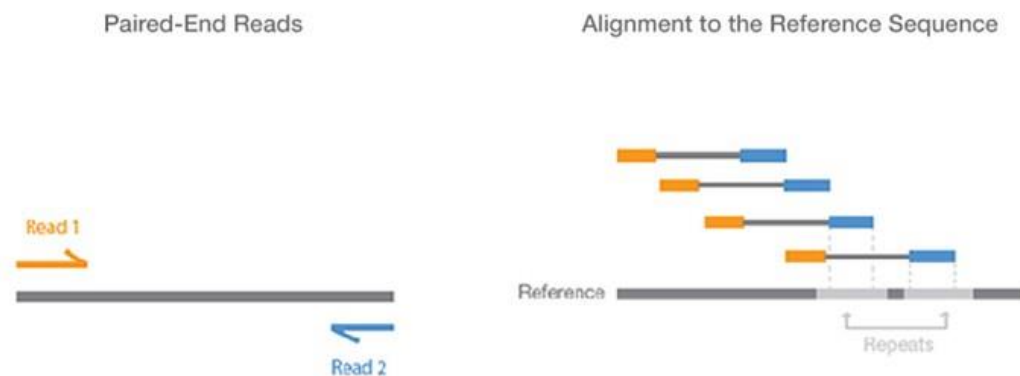 Paired-End Reads
Alignment to the Reference Sequence
Read 1
Read 2
Reference
Repeats